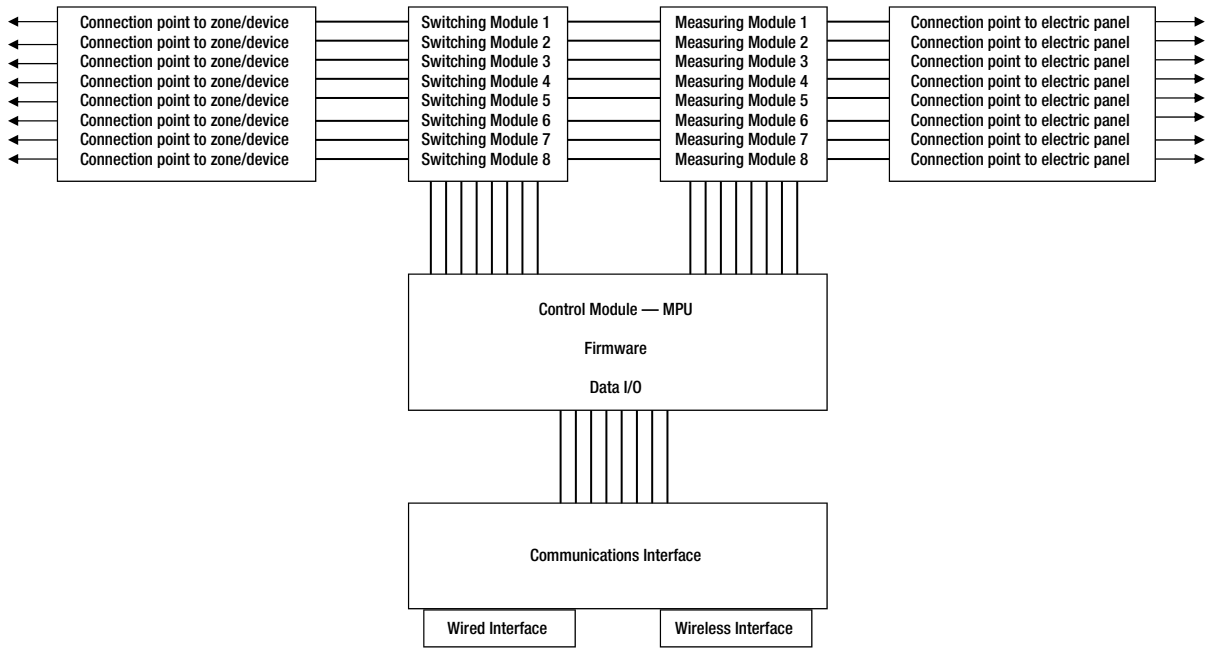 Connection point to zone/device
Connection point to zone/device
Connection point to zone/device
Connection point to zone/device
Connection point to zone/device
Connection point to zone/device
Connection point to zone/device
Connection point to zone/device
Switching Module 1
Switching Module 2
Switching Module 3
Switching Module 4
Switching Module 5
Switching Module 6
Switching Module 7
Switching Module 8
Measuring Module 1
Measuring Module 2
Measuring Module 3
Measuring Module 4
Measuring Module 5
Measuring Module 6
Measuring Module 7
Measuring Module 8
Connection point to electric panel
Connection point to electric panel
Connection point to electric panel
Connection point to electric panel
Connection point to electric panel
Connection point to electric panel
Connection point to electric panel
Connection point to electric panel
Control Module — MPU
Firmware
Data I/O
Communications Interface
Wired Interface
Wireless Interface